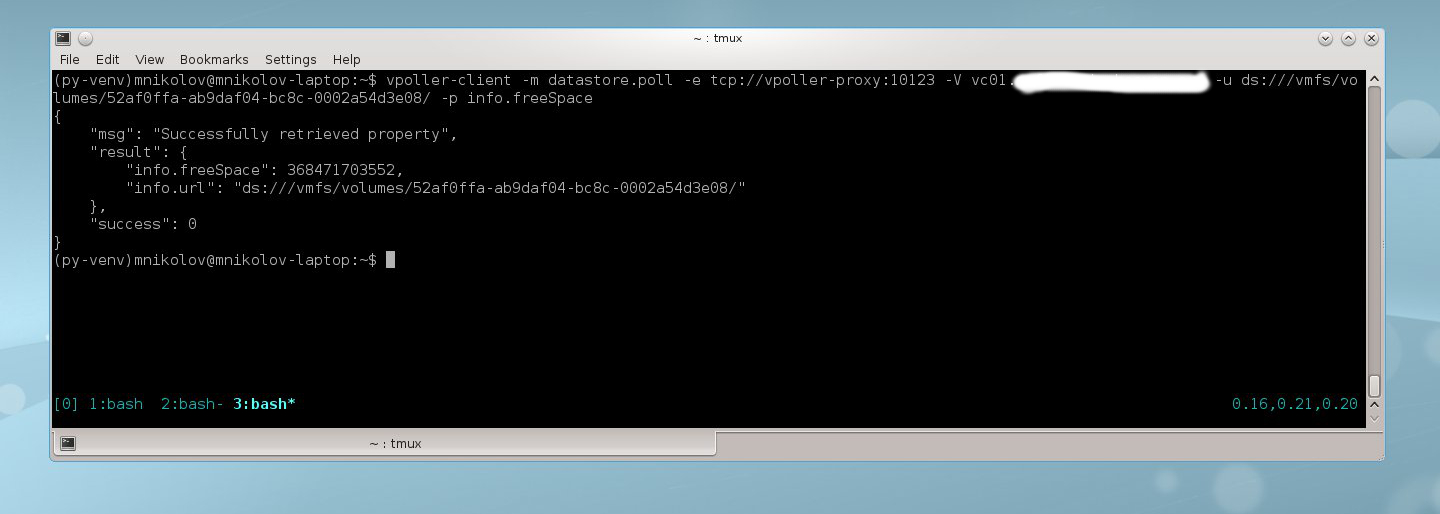 ~ : tmux
File Edit View Bookmarks Settings Help
(py-venv)mnikolov@mnikolov-laptop:~$ vpoller-client -m datastore.poll -e tcp://vpoller-proxy:10123 -V vc01. -u ds:///vmfs/vo
lumes/52af0ffa-ab9daf04-bc8c-0002a54d3e08/ -p info.freeSpace
{
    "msg": "Successfully retrieved property",
    "result": {
        "info.freeSpace": 368471703552,
        "info.url": "ds:///vmfs/volumes/52af0ffa-ab9daf04-bc8c-0002a54d3e08/"
    },
    "success": 0
}
(py-venv)mnikolov@mnikolov-laptop:~$
[0] 1:bash  2:bash- 3:bash* 0.16,0.21,0.20
~ : tmux